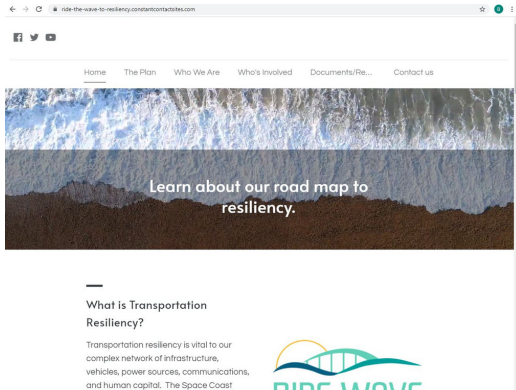 ride-the-wave-to-resiliency.constantcontactsites.com
Home The Plan Who We Are Who's Involved Documents/Re... Contact us
Learn about our road map to
resiliency.
What is Transportation
Resiliency?
Transportation resiliency is vital to our
complex network of infrastructure,
vehicles, power sources, communications,
and human capital. The Space Coast
RIDE WAVE